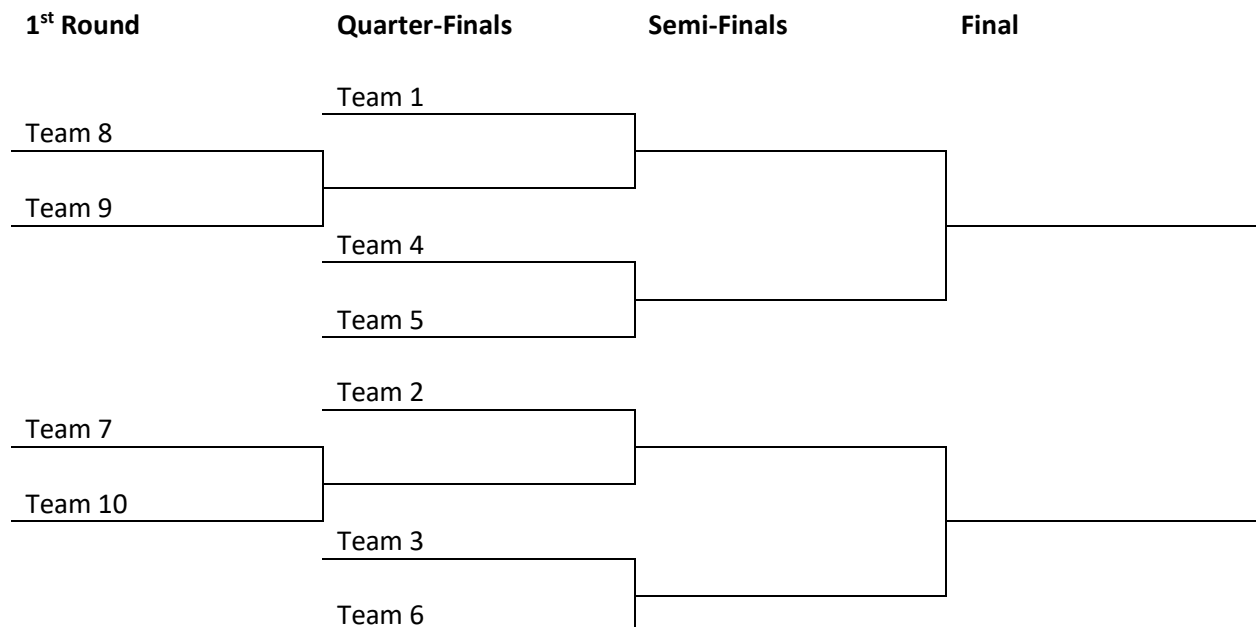 1st Round Quarter-Finals Semi-Finals Final
Team 1
Team 8
Team 9
Team 4
Team 5
Team 2
Team 7
Team 10
Team 3
Team 6